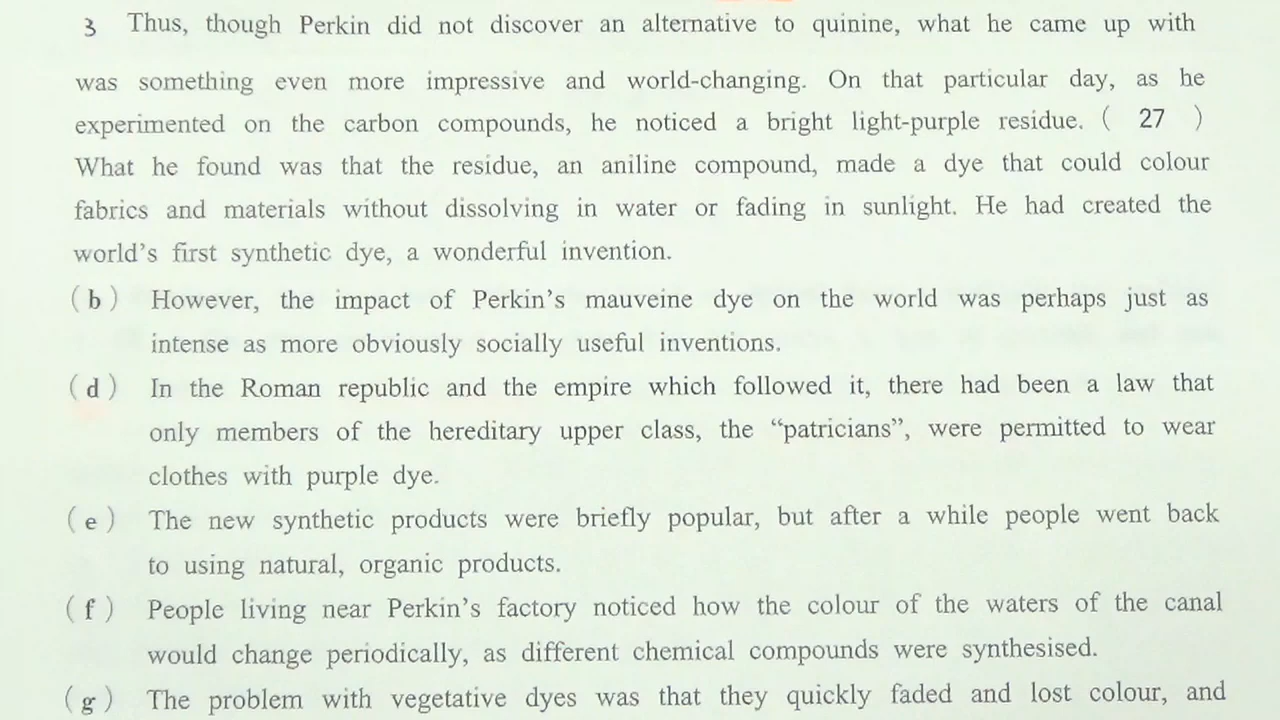 3 Thus, though Perkin did not discover an alternative to quinine, what he came up with
was something even more impressive and world-changing. On that particular day, as he
experimented on the carbon compounds, he noticed a bright light-purple residue. ( 27 )
What he found was that the residue, an aniline compound, made a dye that could colour
fabrics and materials without dissolving in water or fading in sunlight. He had created the
world's first synthetic dye, a wonderful invention.
(b) However, the impact of Perkin's mauveine dye on the world was perhaps just as
intense as more obviously socially useful inventions.
(d) In the Roman republic and the empire which followed it, there had been a law that
only members of the hereditary upper class, the “patricians”, were permitted to wear
clothes with purple dye.
(e) The new synthetic products were briefly popular, but after a while people went back
to using natural, organic products.
(f) People living near Perkin's factory noticed how the colour of the waters of the canal
would change periodically, as different chemical compounds were synthesised.
(g) The problem with vegetative dyes was that they quickly faded and lost colour, and